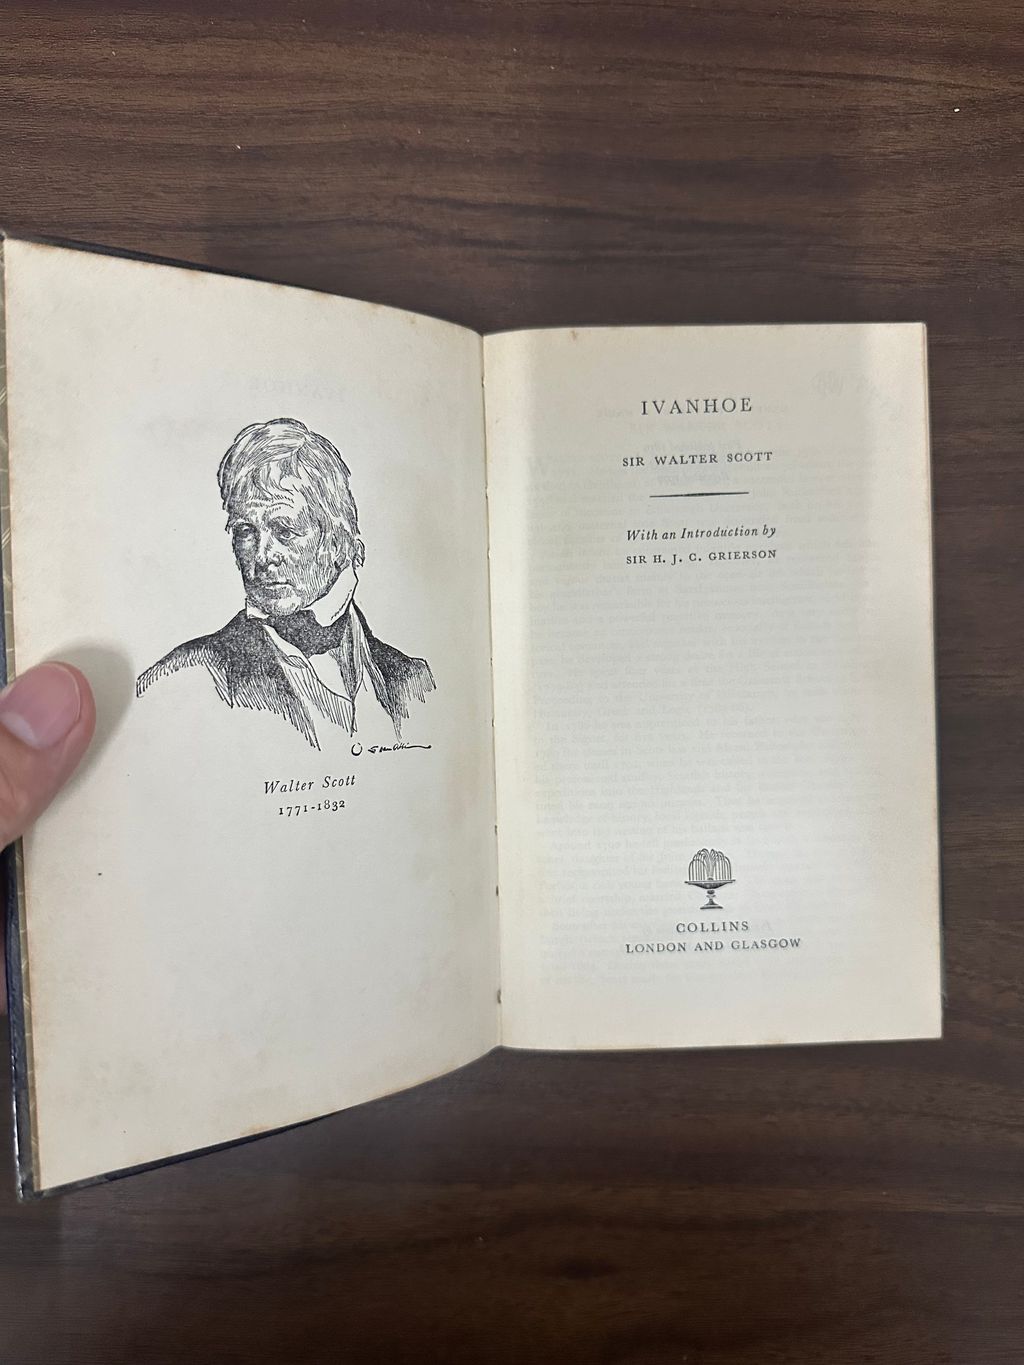 Walter Scott
1771-1832
IVANHOE
SIR WALTER SCOTT
With an Introduction by
SIR H. J. C. GRIERSON
COLLINS
LONDON AND GLASGOW